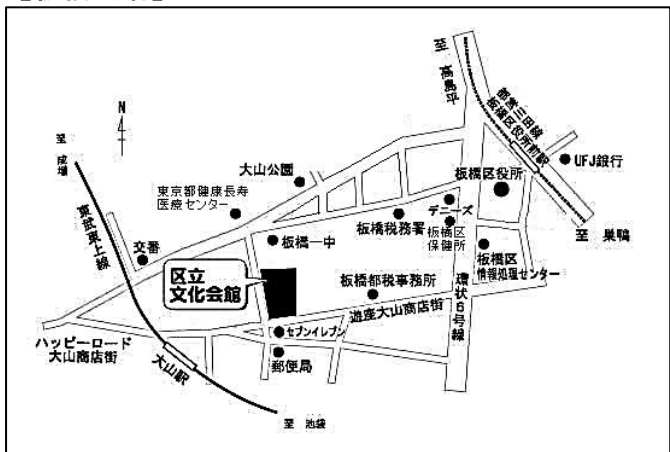 至 高島平
都営三田線
板橋区役所前駅
UFJ銀行
至 巣鴨
N
至 成増
東武東上線
大山公園
東京都健康長寿
医療センター
交番
板橋一中
板橋税務署
デニーズ
板橋区
保健所
板橋区役所
板橋区
情報処理センター
環状6号線
区立
文化会館
板橋都税事務所
遊座大山商店街
セブンイレブン
郵便局
ハッピーロード
大山商店街
大山駅
至 池袋